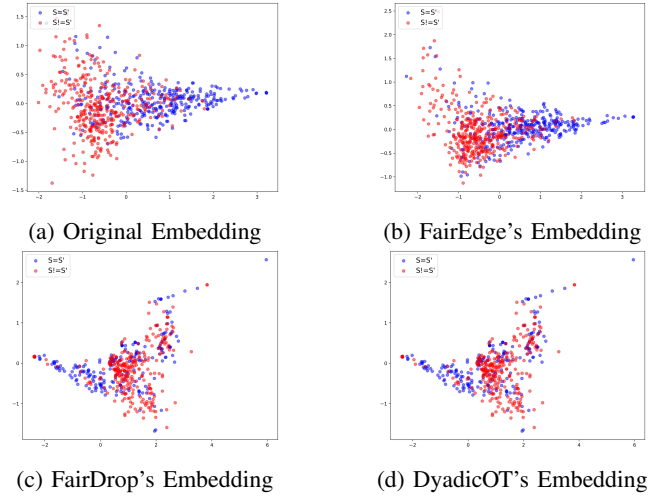 S=S'
S!=S'
1.5
1.0
0.5
0.0
−0.5
−1.0
−1.5
−2 −1 0 1 2 3
(a) Original Embedding
S=S'
S!=S'
2.5
2.0
1.5
1.0
0.5
0.0
−0.5
−1.0
−2 −1 0 1 2 3
(b) FairEdge's Embedding
S=S'
S!=S'
2
1
0
−1
−2 0 2 4 6
(c) FairDrop's Embedding
S=S'
S!=S'
2
1
0
−1
−2 0 2 4 6
(d) DyadicOT's Embedding